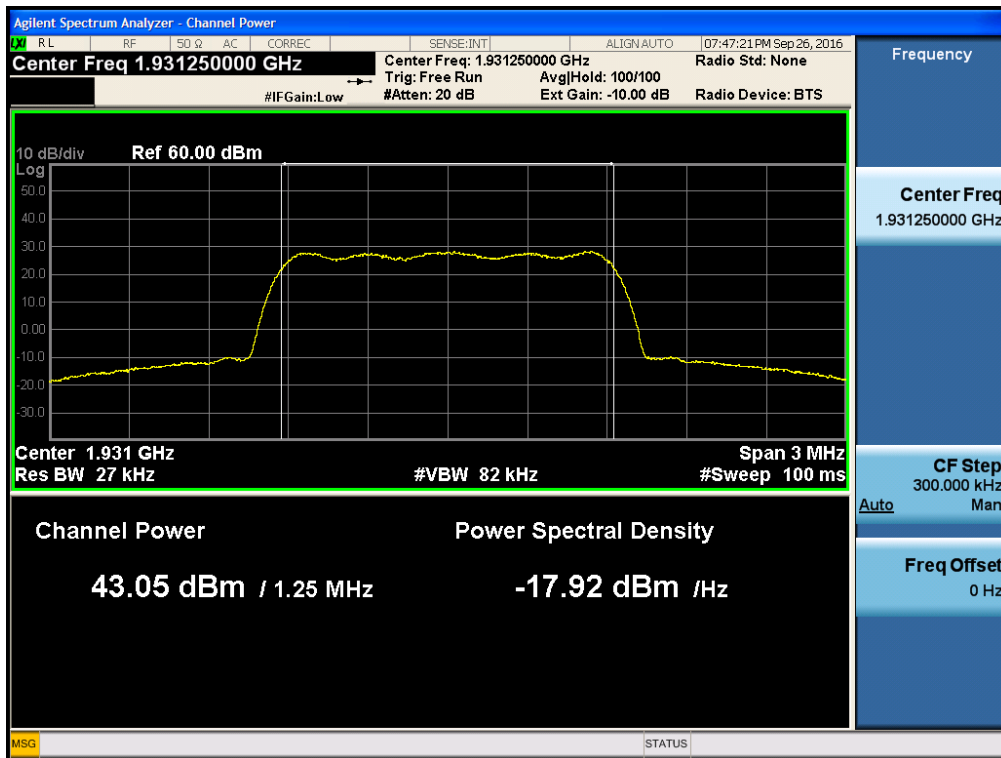 Agilent Spectrum Analyzer - Channel Power
LXI RL RF 50 Ω AC CORREC SENSE:INT ALIGN AUTO 07:47:21 PM Sep 26, 2016
Center Freq 1.931250000 GHz
Center Freq: 1.931250000 GHz Radio Std: None
Trig: Free Run Avg|Hold: 100/100
#IFGain:Low #Atten: 20 dB Ext Gain: -10.00 dB Radio Device: BTS
10 dB/div Ref 60.00 dBm
Log
50.0
40.0
30.0
20.0
10.0
0.00
-10.0
-20.0
-30.0
Center 1.931 GHz Span 3 MHz
Res BW 27 kHz #VBW 82 kHz #Sweep 100 ms
Channel Power Power Spectral Density
43.05 dBm / 1.25 MHz -17.92 dBm /Hz
Frequency
Center Freq
1.931250000 GHz
CF Step
300.000 kHz
Auto Man
Freq Offset
0 Hz
MSG STATUS